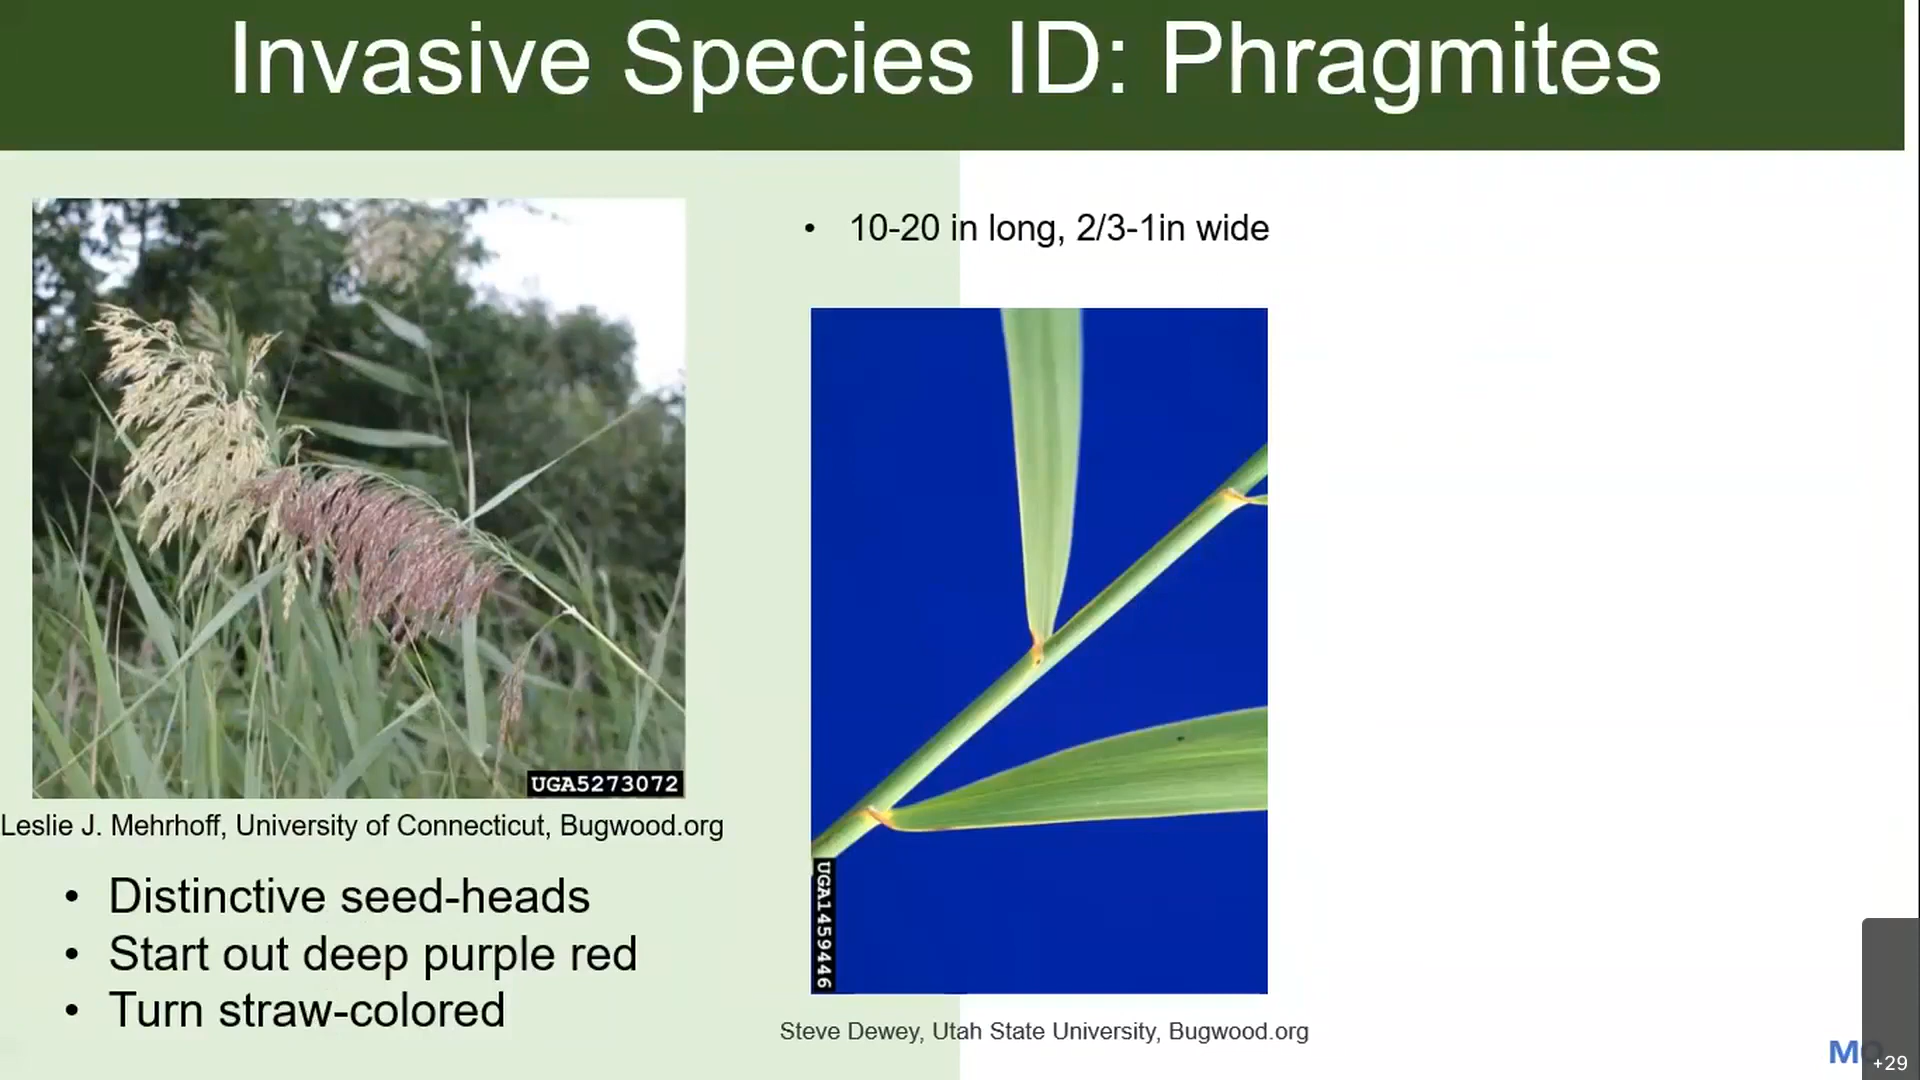 Invasive Species ID: Phragmites
UGA5273072
Leslie J. Mehrhoff, University of Connecticut, Bugwood.org
• Distinctive seed-heads
• Start out deep purple red
• Turn straw-colored
• 10-20 in long, 2/3-1in wide
UGA1459446
Steve Dewey, Utah State University, Bugwood.org
+29